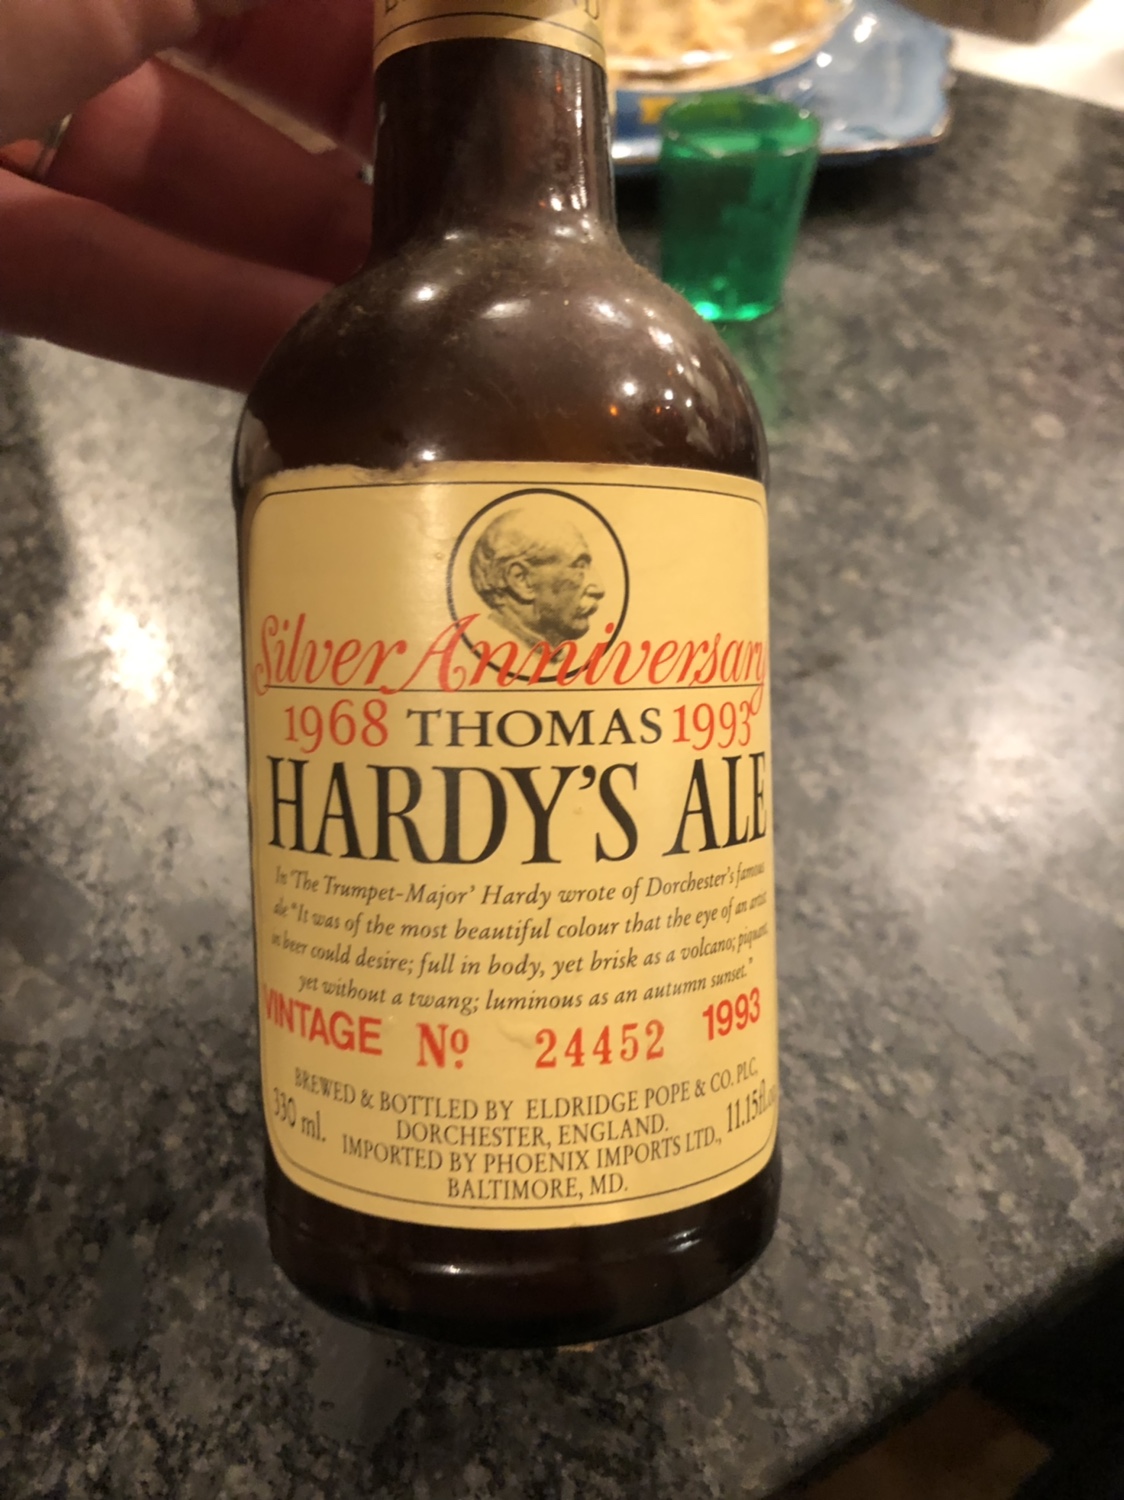 Silver Anniversary
1968 THOMAS 1993
HARDY'S ALE
In 'The Trumpet-Major' Hardy wrote of Dorchester's famous
ale "It was of the most beautiful colour that the eye of an artist
in beer could desire; full in body, yet brisk as a volcano; piquant,
yet without a twang; luminous as an autumn sunset."
VINTAGE Nº 24452 1993
BREWED & BOTTLED BY ELDRIDGE POPE & CO. PLC,
330 ml. DORCHESTER, ENGLAND. 11.15fl.
IMPORTED BY PHOENIX IMPORTS LTD.,
BALTIMORE, MD.